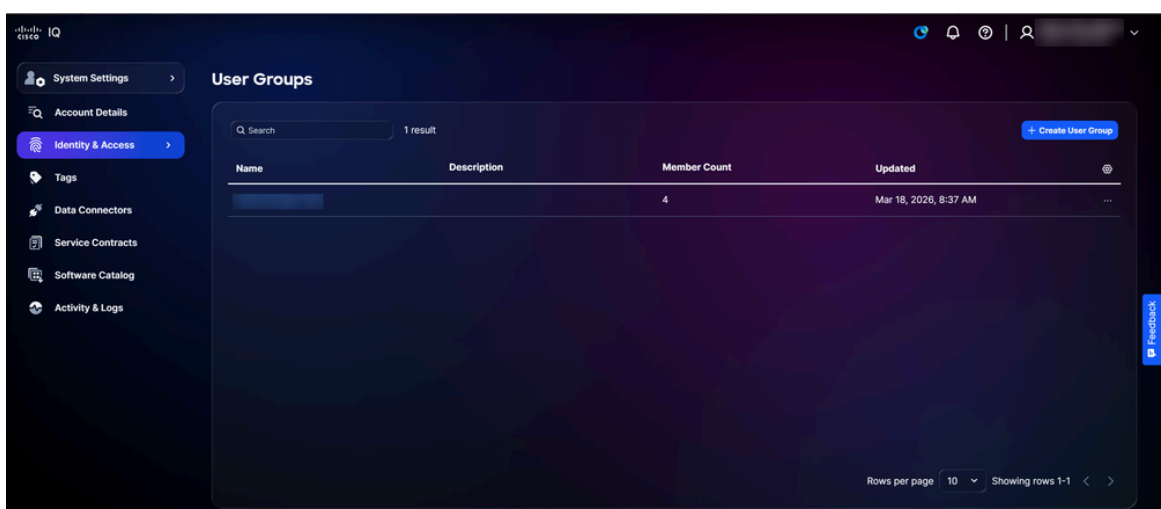 CISCO IQ
System Settings
User Groups
Account Details
Identity & Access
Tags
Data Connectors
Service Contracts
Software Catalog
Activity & Logs
Search
1 result
+ Create User Group
Name Description Member Count Updated
4 Mar 18, 2026, 8:37 AM ...
Feedback
Rows per page 10 Showing rows 1-1